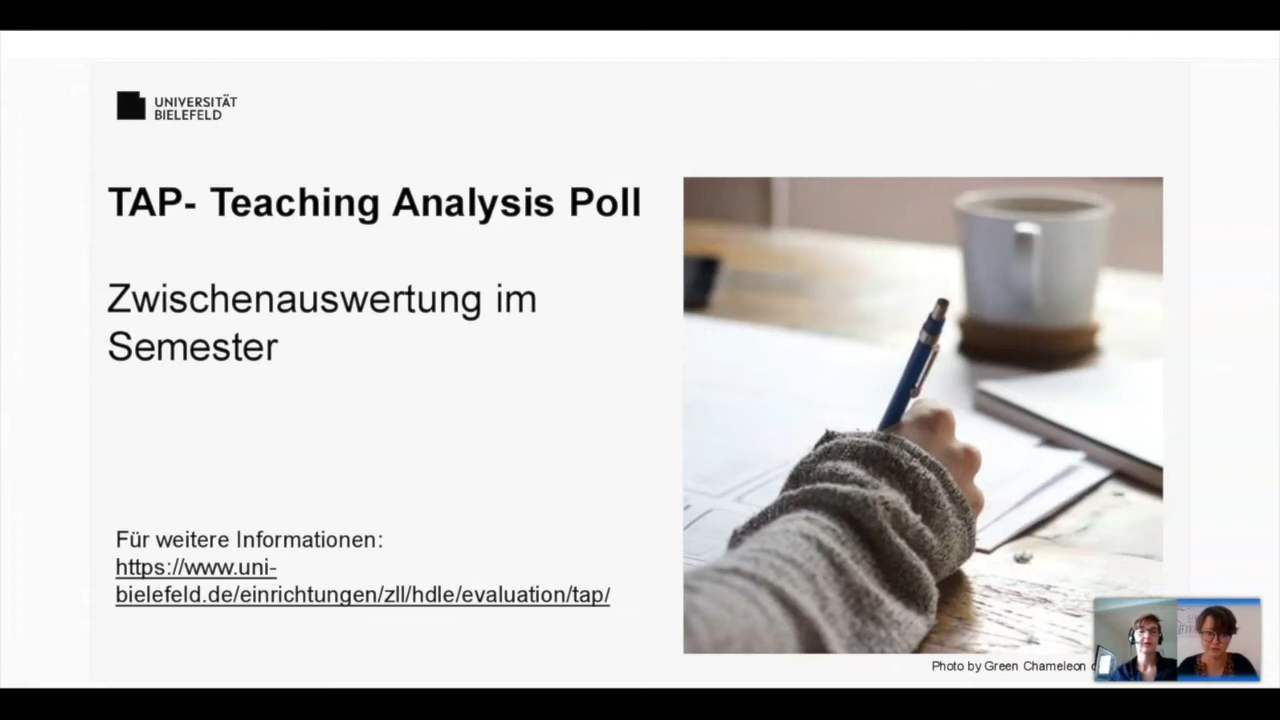 UNIVERSITÄT
BIELEFELD
TAP- Teaching Analysis Poll
Zwischenauswertung im
Semester
Für weitere Informationen:
https://www.uni-
bielefeld.de/einrichtungen/zll/hdle/evaluation/tap/
Photo by Green Chameleon